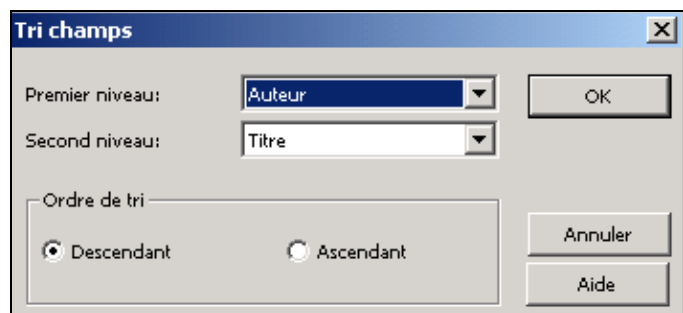 Tri champs
Premier niveau: Auteur OK
Second niveau: Titre
Ordre de tri
Descendant Ascendant Annuler
Aide